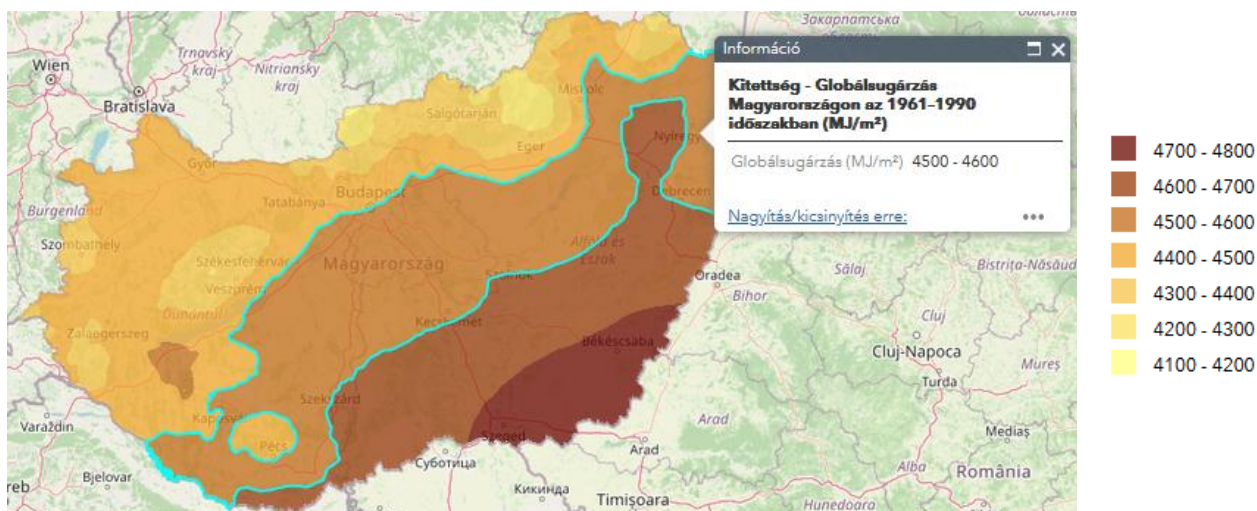 Закарпатська
Trnavský
kraj
Nitriansky
kraj
Wien
Bratislava
Miskolc
Salgótarján
Eger
Győr
Budapest
Tatabánya
Burgenland
Szombathely
Székesfehérvár
Magyarország
Veszprém
Dunántúl
Zalaegerszeg
Kecskemét
Szolnok
Alföld és
Észak
Debrecen
Nyíregy
Békéscsaba
Kaposvár
Szekszárd
Pécs
Szeged
Varaždin
Bjelovar
reb
Суботица
Кикинда
Timișoara
Arad
Arad
Oradea
Bihor
Sălaj
Bistrița-Năsăud
Cluj
Cluj-Napoca
Turda
Mureș
Mediaș
Alba
România
Hunedoara
Sibiu
Információ
Kitettség - Globálsugárzás
Magyarországon az 1961–1990
időszakban (MJ/m²)
Globálsugárzás (MJ/m²) 4500 - 4600
Nagyítás/kicsinyítés erre:
4700 - 4800
4600 - 4700
4500 - 4600
4400 - 4500
4300 - 4400
4200 - 4300
4100 - 4200